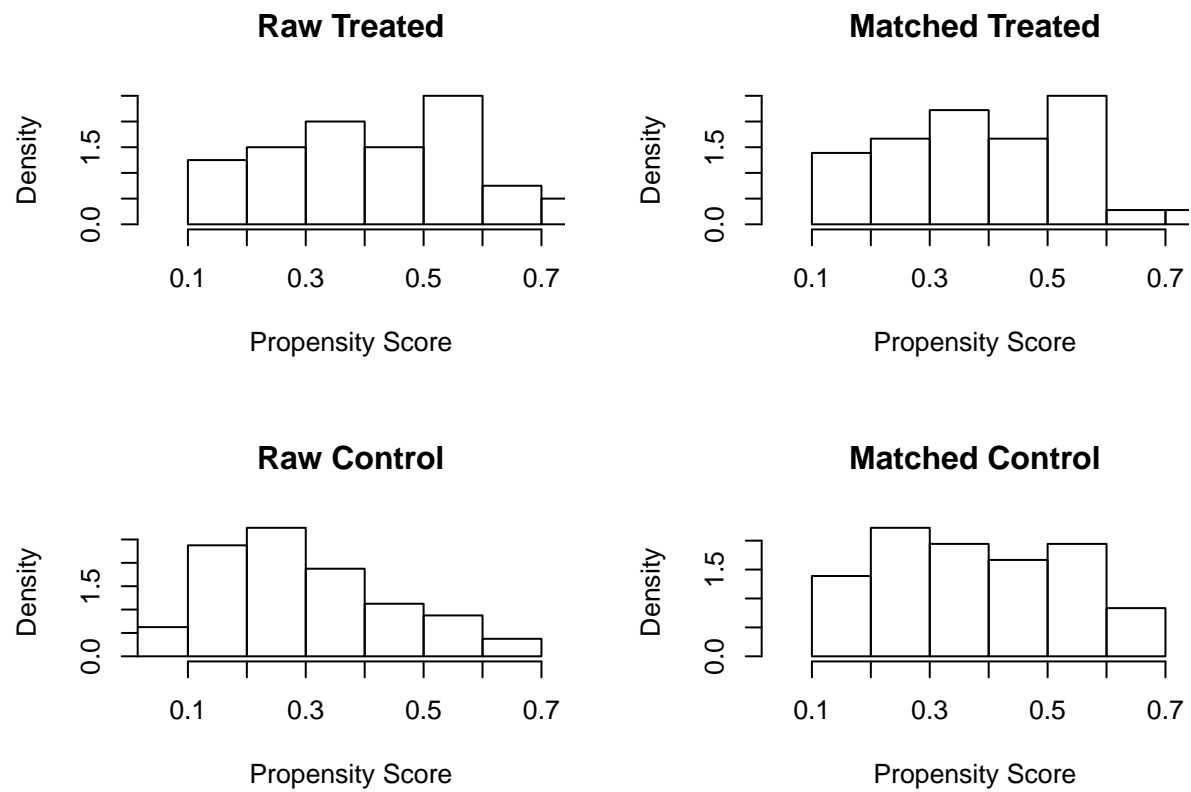 Raw Treated
Density
0.0 1.5
0.1 0.3 0.5 0.7
Propensity Score
Matched Treated
Density
0.0 1.5
0.1 0.3 0.5 0.7
Propensity Score
Raw Control
Density
0.0 1.5
0.1 0.3 0.5 0.7
Propensity Score
Matched Control
Density
0.0 1.5
0.1 0.3 0.5 0.7
Propensity Score